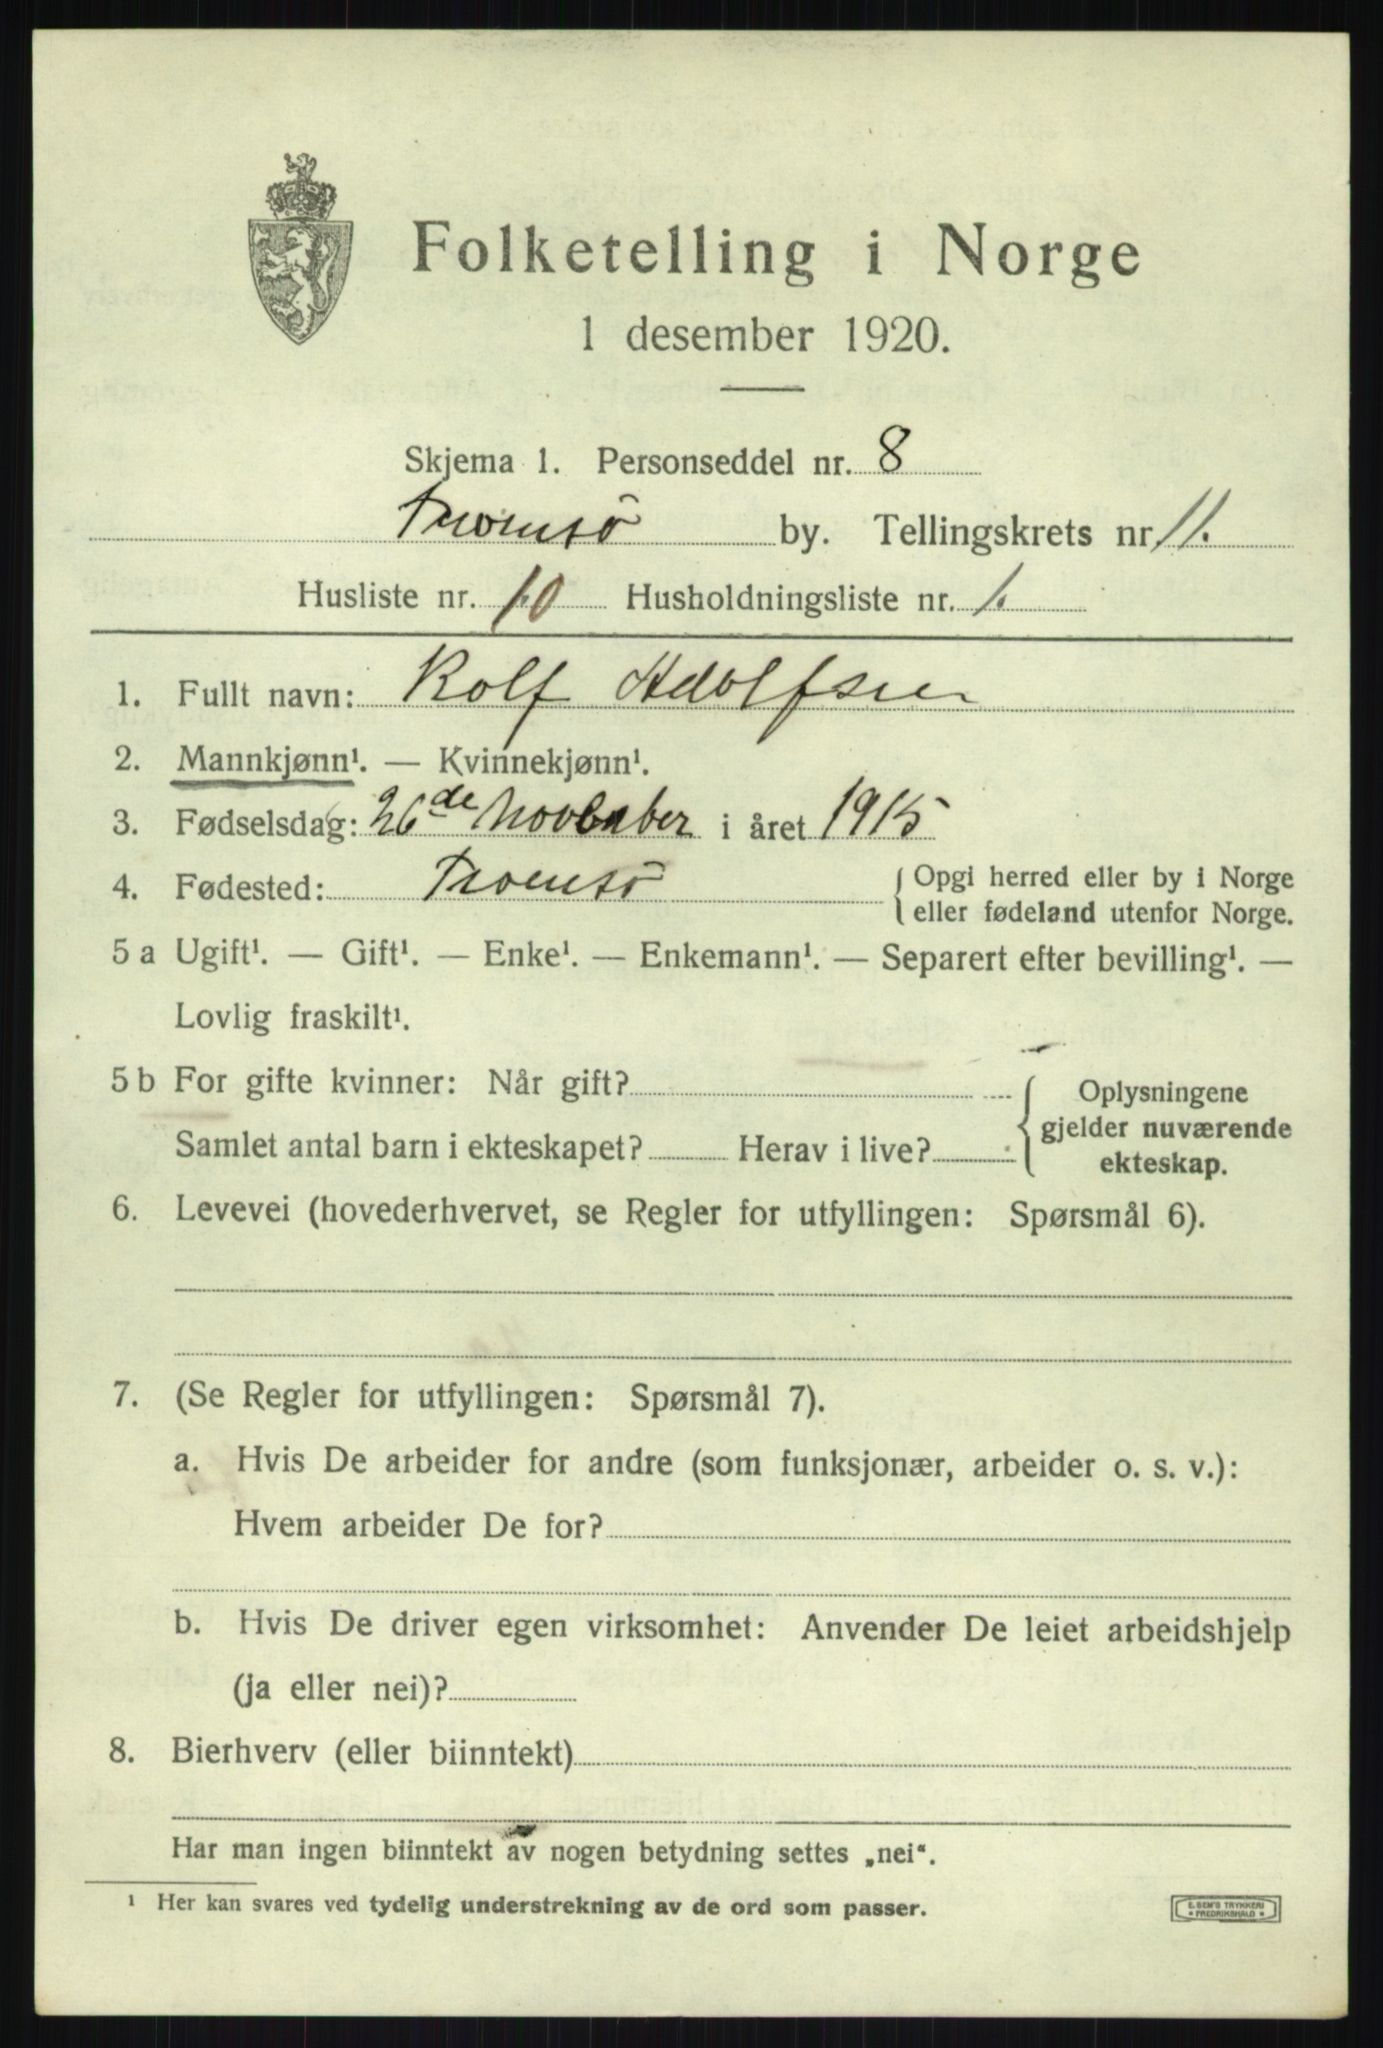 Folketelling i Norge
1 desember 1920.
Skjema 1. Personseddel nr. 8
Tromsö by. Tellingskrets nr 11.
Husliste nr. 10 Husholdningsliste nr. 1.
1. Fullt navn: Rolf Adolfsen
2. Mannkjønn¹. — Kvinnekjønn¹.
3. Fødselsdag: 26de November i året 1915
4. Fødested: Tromsö { Opgi herred eller by i Norge
eller fødeland utenfor Norge.
5 a Ugift¹. — Gift¹. — Enke¹. — Enkemann¹. — Separert efter bevilling¹. —
Lovlig fraskilt¹.
5 b For gifte kvinner: Når gift? { Oplysningene
gjelder nuværende
Samlet antal barn i ekteskapet? Herav i live? ekteskap.
6. Levevei (hovederhvervet, se Regler for utfyllingen: Spørsmål 6).
7. (Se Regler for utfyllingen: Spørsmål 7).
a. Hvis De arbeider for andre (som funksjonær, arbeider o. s. v.):
Hvem arbeider De for?
b. Hvis De driver egen virksomhet: Anvender De leiet arbeidshjelp
(ja eller nei)?
8. Bierhverv (eller biinntekt)
Har man ingen biinntekt av nogen betydning settes „nei“.
¹ Her kan svares ved tydelig understrekning av de ord som passer.
E. SEM'S TRYKKERI
* FREDRIKSHALD *